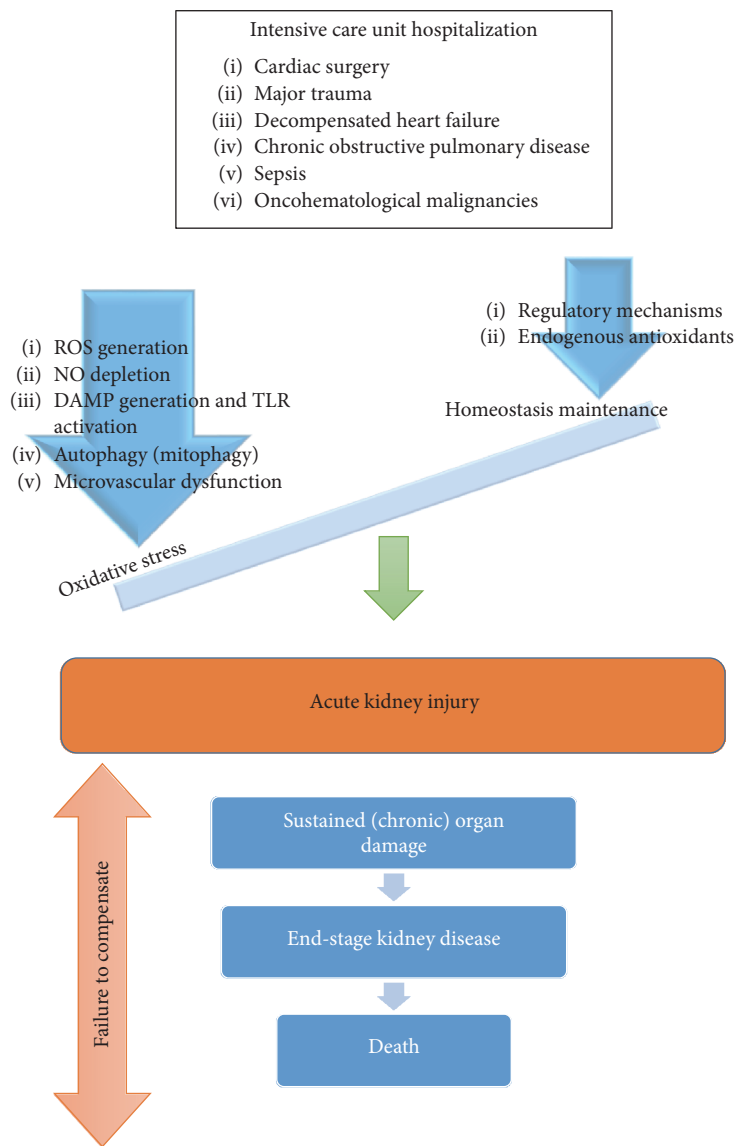 Intensive care unit hospitalization
(i) Cardiac surgery
(ii) Major trauma
(iii) Decompensated heart failure
(iv) Chronic obstructive pulmonary disease
(v) Sepsis
(vi) Oncohematological malignancies
(i) ROS generation
(ii) NO depletion
(iii) DAMP generation and TLR
activation
(iv) Autophagy (mitophagy)
(v) Microvascular dysfunction
(i) Regulatory mechanisms
(ii) Endogenous antioxidants
Homeostasis maintenance
Oxidative stress
Acute kidney injury
Failure to compensate
Sustained (chronic) organ
damage
End-stage kidney disease
Death